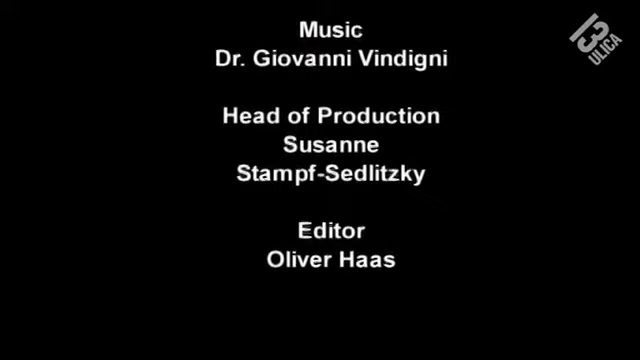 13
ULICA
Music
Dr. Giovanni Vindigni
Head of Production
Susanne
Stampf-Sedlitzky
Editor
Oliver Haas